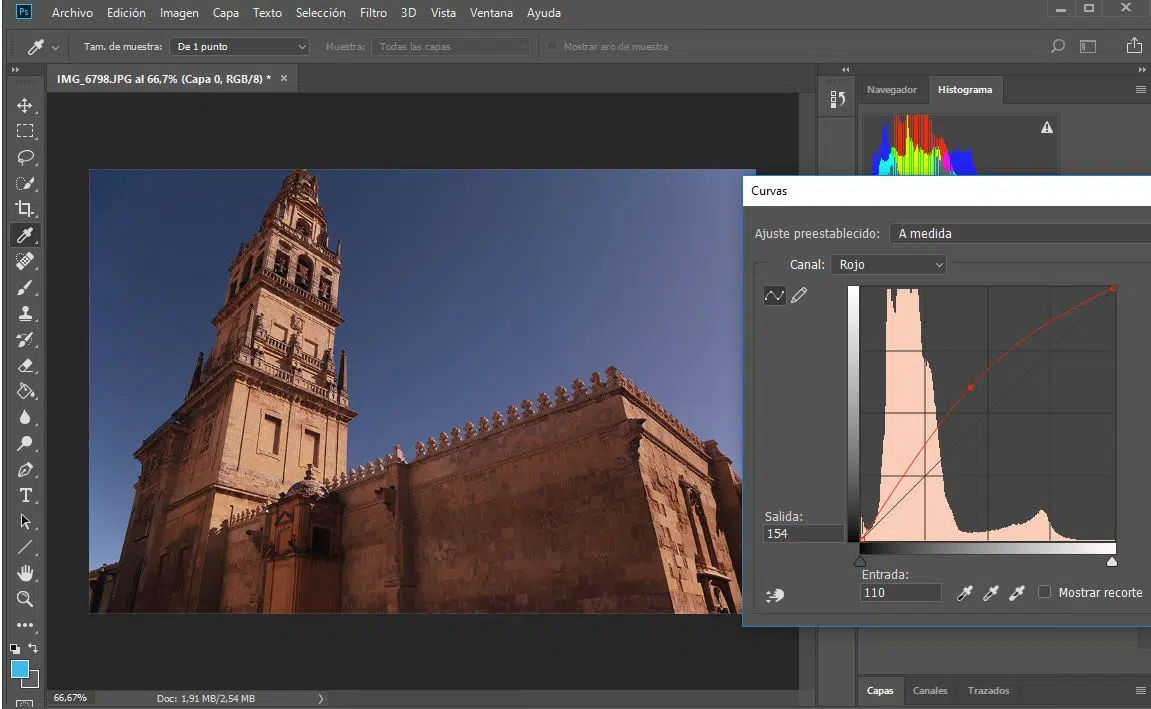 Ps Archivo Edición Imagen Capa Texto Selección Filtro 3D Vista Ventana Ayuda
Tam. de muestra: De 1 punto Muestra: Todas las capas Mostrar aro de muestra
IMG_6798.JPG al 66,7% (Capa 0, RGB/8) * ×
Navegador Histograma
Curvas
Ajuste preestablecido: A medida
Canal: Rojo
Salida:
154
Entrada:
110
Mostrar recorte
T
66,67% Doc: 1,91 MB/2,54 MB
Capas Canales Trazados